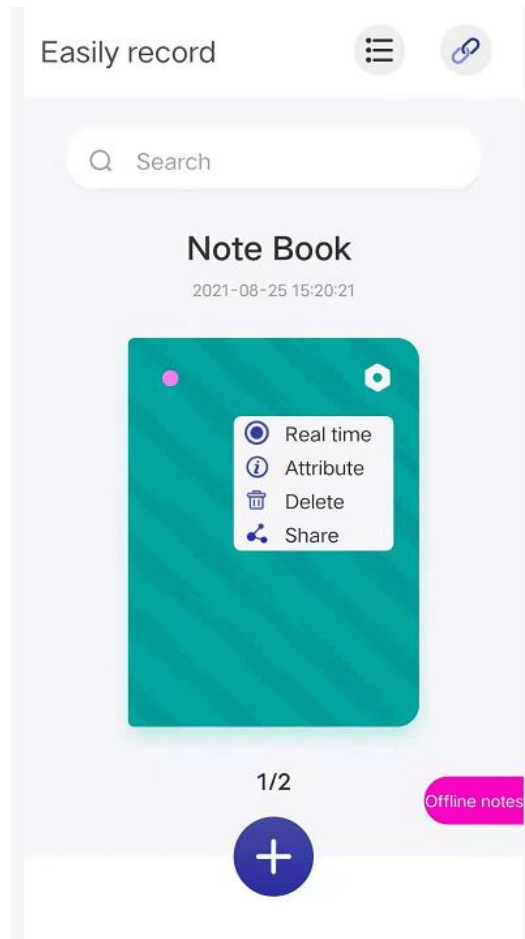 Easily record
Search
Note Book
2021-08-25 15:20:21
Real time
Attribute
Delete
Share
1/2
Offline notes